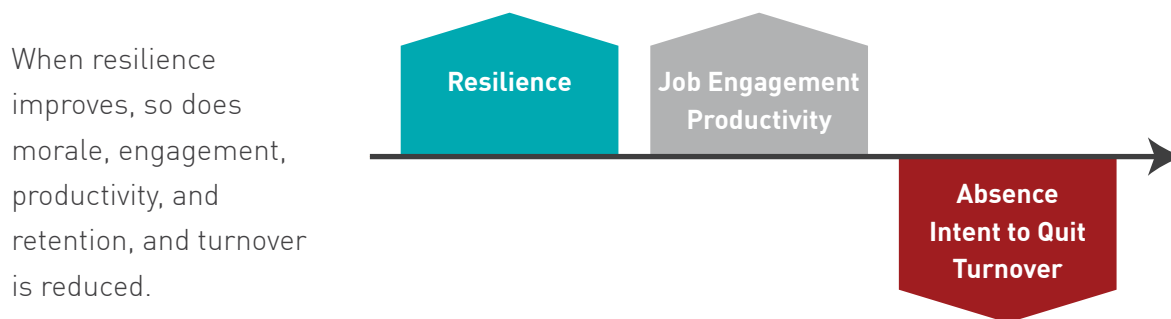 When resilience
improves, so does
morale, engagement,
productivity, and
retention, and turnover
is reduced.
Resilience
Job Engagement
Productivity
Absence
Intent to Quit
Turnover